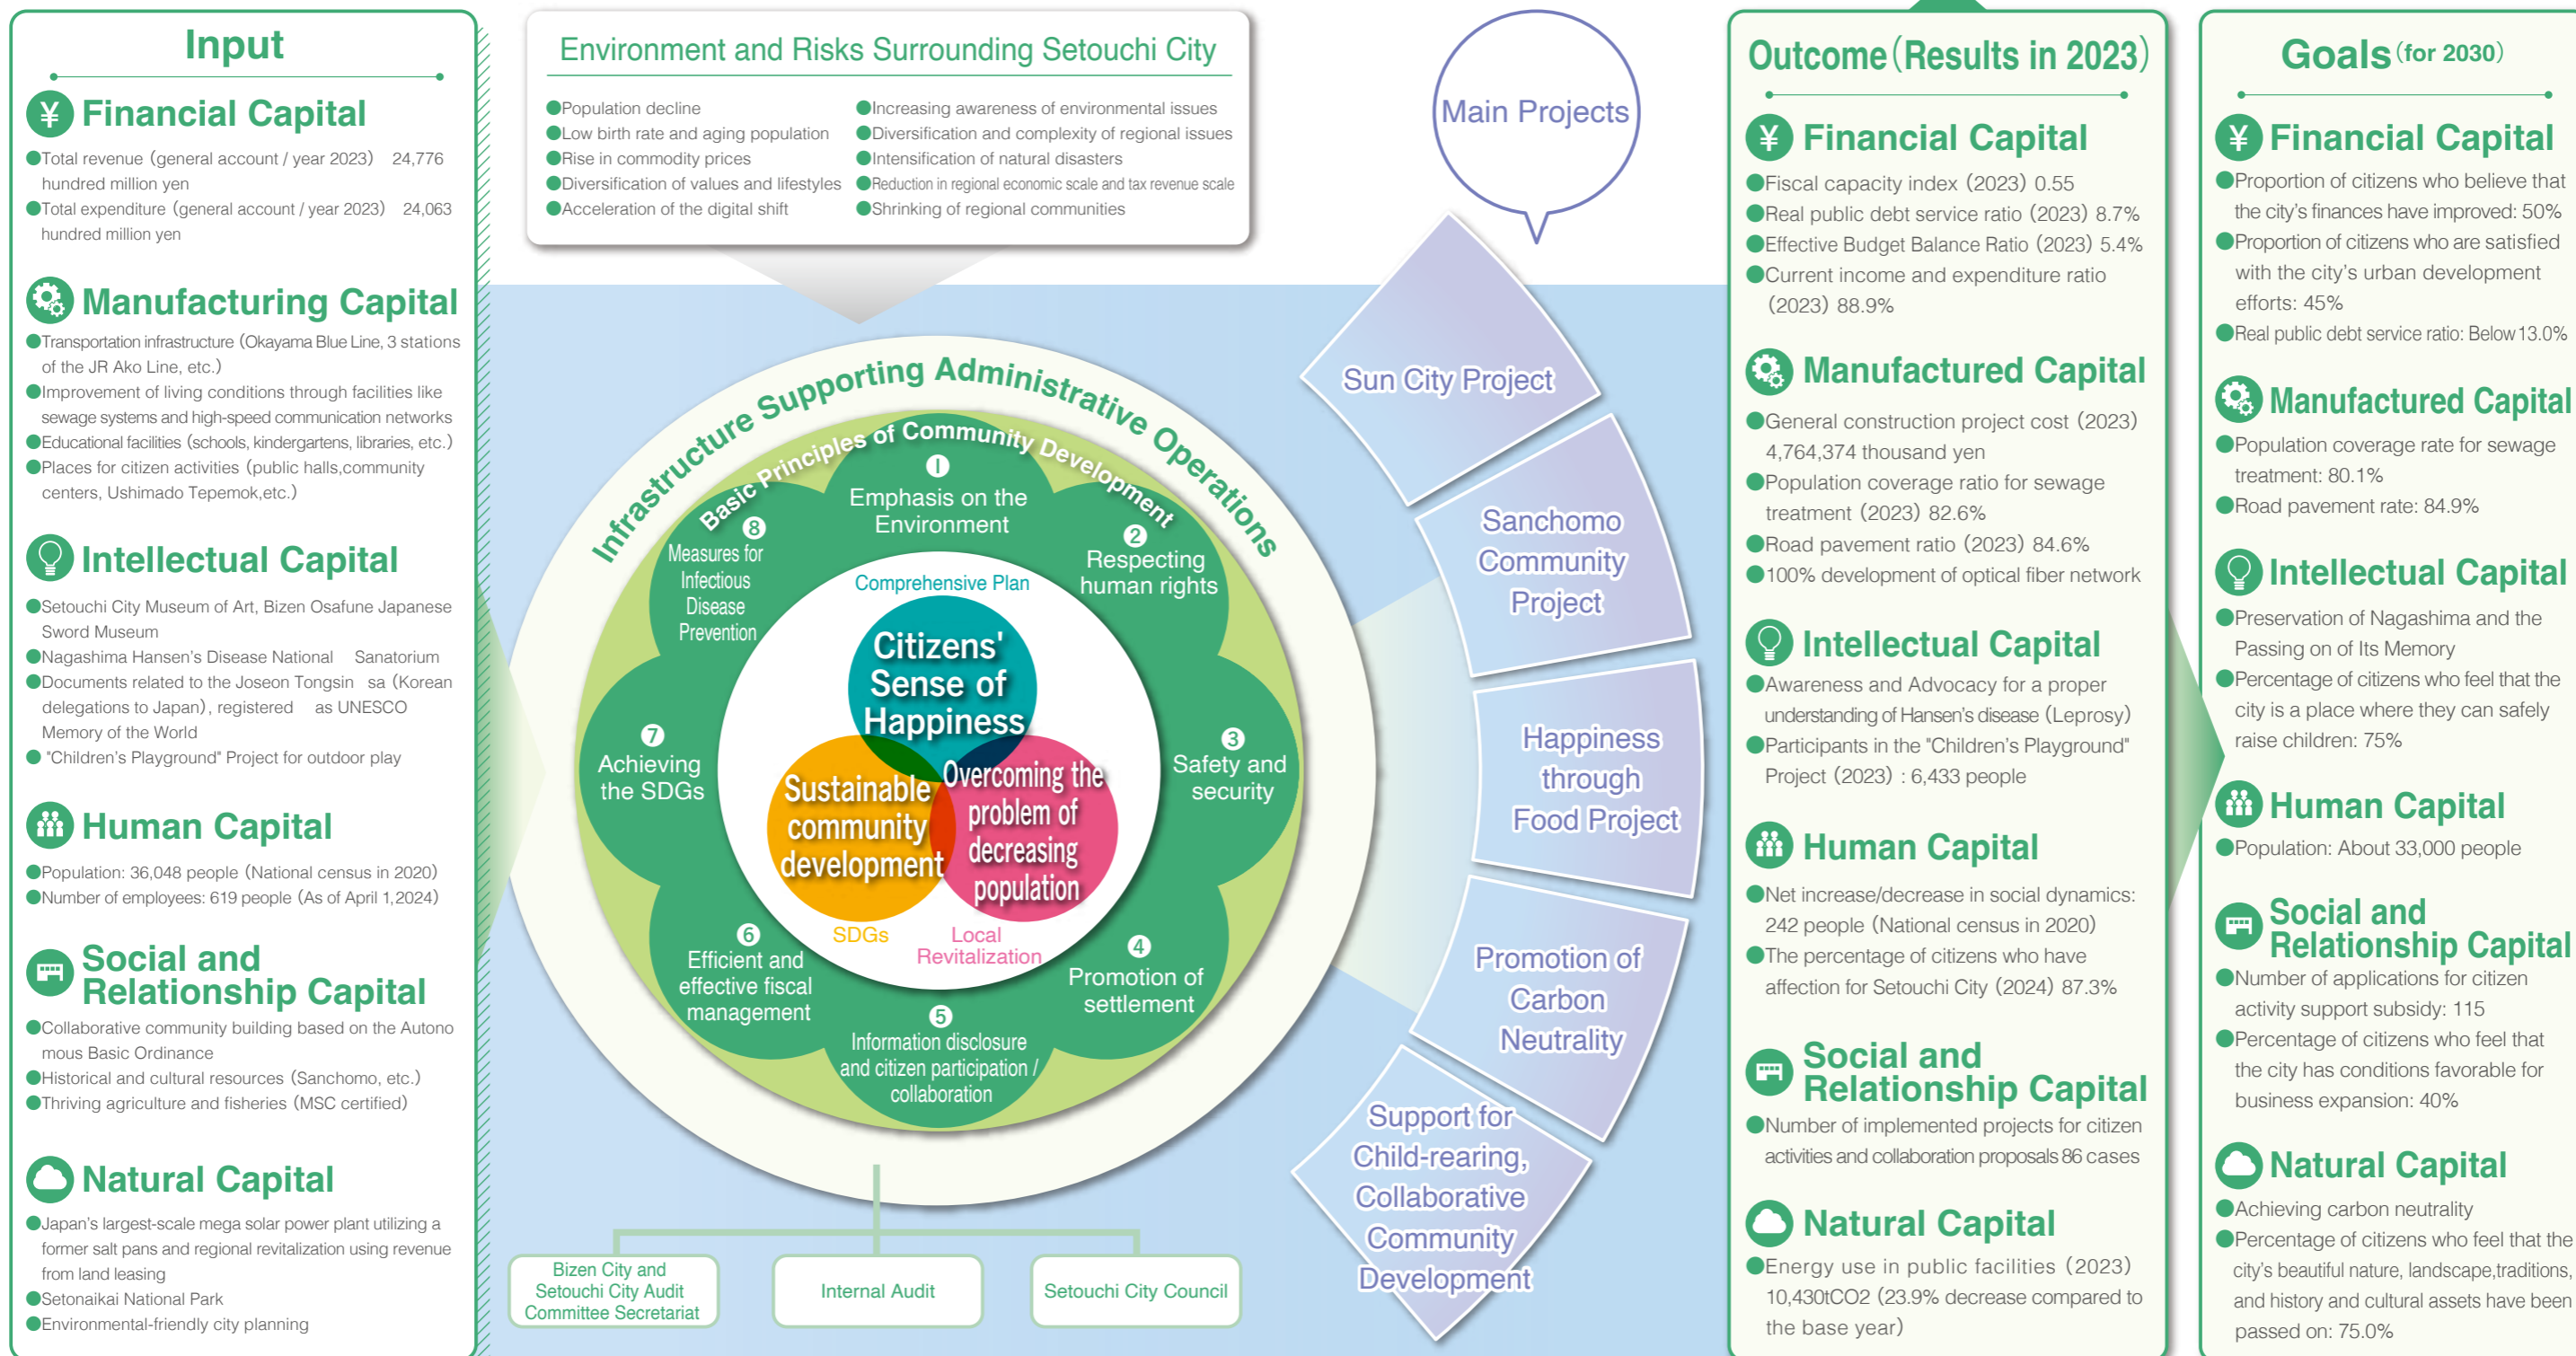 Input
Financial Capital
●Total revenue (general account / year 2023) 24,776
hundred million yen
●Total expenditure (general account / year 2023) 24,063
hundred million yen
Manufacturing Capital
●Transportation infrastructure (Okayama Blue Line, 3 stations
of the JR Ako Line, etc.)
●Improvement of living conditions through facilities like
sewage systems and high-speed communication networks
●Educational facilities (schools, kindergartens, libraries, etc.)
●Places for citizen activities (public halls,community
centers, Ushimado Tepemok,etc.)
Intellectual Capital
●Setouchi City Museum of Art, Bizen Osafune Japanese
Sword Museum
●Nagashima Hansen's Disease National Sanatorium
●Documents related to the Joseon Tongsin sa (Korean
delegations to Japan), registered as UNESCO
Memory of the World
● "Children's Playground" Project for outdoor play
Human Capital
●Population: 36,048 people (National census in 2020)
●Number of employees: 619 people (As of April 1,2024)
Social and
Relationship Capital
●Collaborative community building based on the Autono
mous Basic Ordinance
●Historical and cultural resources (Sanchomo, etc.)
●Thriving agriculture and fisheries (MSC certified)
Natural Capital
●Japan's largest-scale mega solar power plant utilizing a
former salt pans and regional revitalization using revenue
from land leasing
●Setonaikai National Park
●Environmental-friendly city planning
Environment and Risks Surrounding Setouchi City
●Population decline
●Low birth rate and aging population
●Rise in commodity prices
●Diversification of values and lifestyles
●Acceleration of the digital shift
●Increasing awareness of environmental issues
●Diversification and complexity of regional issues
●Intensification of natural disasters
●Reduction in regional economic scale and tax revenue scale
●Shrinking of regional communities
Infrastructure Supporting Administrative Operations
Basic Principles of Community Development
❶
Emphasis on the
Environment
❷
Respecting
human rights
❸
Safety and
security
❹
Promotion of
settlement
❺
Information disclosure
and citizen participation /
collaboration
❻
Efficient and
effective fiscal
management
❼
Achieving
the SDGs
❽
Measures for
Infectious
Disease
Prevention
Comprehensive Plan
Citizens'
Sense of
Happiness
Sustainable
community
development
SDGs
Overcoming the
problem of
decreasing
population
Local
Revitalization
Bizen City and
Setouchi City Audit
Committee Secretariat
Internal Audit
Setouchi City Council
Main Projects
Sun City Project
Sanchomo
Community
Project
Happiness
through
Food Project
Promotion of
Carbon
Neutrality
Support for
Child-rearing,
Collaborative
Community
Development
Outcome (Results in 2023)
Financial Capital
●Fiscal capacity index (2023) 0.55
●Real public debt service ratio (2023) 8.7%
●Effective Budget Balance Ratio (2023) 5.4%
●Current income and expenditure ratio
(2023) 88.9%
Manufactured Capital
●General construction project cost (2023)
4,764,374 thousand yen
●Population coverage ratio for sewage
treatment (2023) 82.6%
●Road pavement ratio (2023) 84.6%
●100% development of optical fiber network
Intellectual Capital
●Awareness and Advocacy for a proper
understanding of Hansen's disease (Leprosy)
●Participants in the "Children's Playground"
Project (2023) : 6,433 people
Human Capital
●Net increase/decrease in social dynamics:
242 people (National census in 2020)
●The percentage of citizens who have
affection for Setouchi City (2024) 87.3%
Social and
Relationship Capital
●Number of implemented projects for citizen
activities and collaboration proposals 86 cases
Natural Capital
●Energy use in public facilities (2023)
10,430tCO2 (23.9% decrease compared to
the base year)
Goals (for 2030)
Financial Capital
●Proportion of citizens who believe that
the city's finances have improved: 50%
●Proportion of citizens who are satisfied
with the city's urban development
efforts: 45%
●Real public debt service ratio: Below 13.0%
Manufactured Capital
●Population coverage rate for sewage
treatment: 80.1%
●Road pavement rate: 84.9%
Intellectual Capital
●Preservation of Nagashima and the
Passing on of Its Memory
●Percentage of citizens who feel that the
city is a place where they can safely
raise children: 75%
Human Capital
●Population: About 33,000 people
Social and
Relationship Capital
●Number of applications for citizen
activity support subsidy: 115
●Percentage of citizens who feel that
the city has conditions favorable for
business expansion: 40%
Natural Capital
●Achieving carbon neutrality
●Percentage of citizens who feel that the
city's beautiful nature, landscape,traditions,
and history and cultural assets have been
passed on: 75.0%